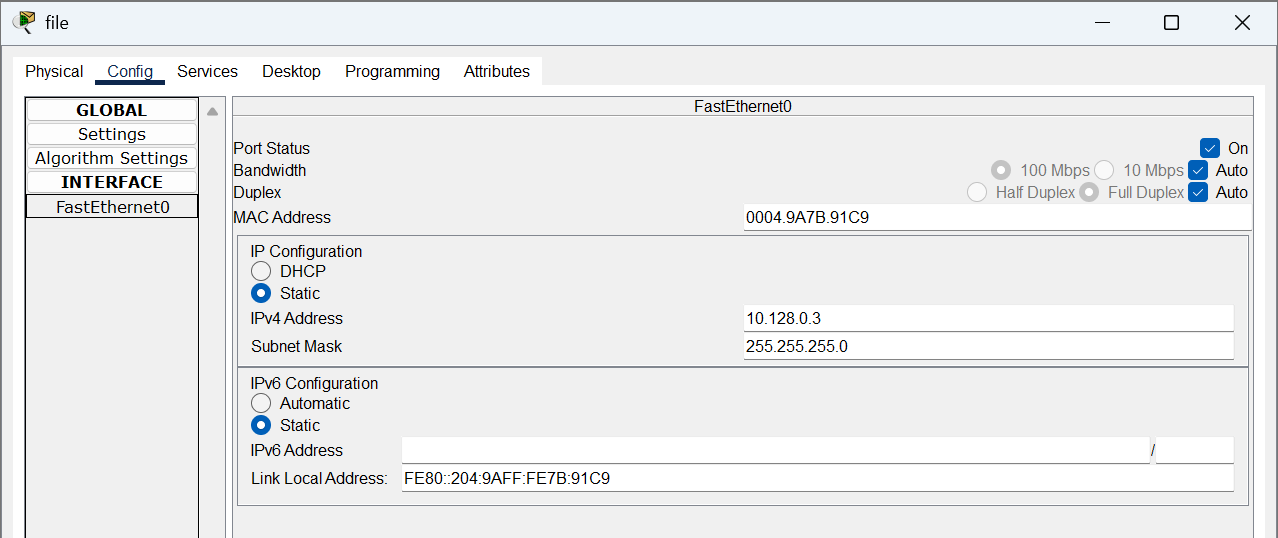 file
Physical Config Services Desktop Programming Attributes
GLOBAL
Settings
Algorithm Settings
INTERFACE
FastEthernet0
FastEthernet0
Port Status On
Bandwidth 100 Mbps 10 Mbps Auto
Duplex Half Duplex Full Duplex Auto
MAC Address 0004.9A7B.91C9
IP Configuration
DHCP
Static
IPv4 Address 10.128.0.3
Subnet Mask 255.255.255.0
IPv6 Configuration
Automatic
Static
IPv6 Address /
Link Local Address: FE80::204:9AFF:FE7B:91C9